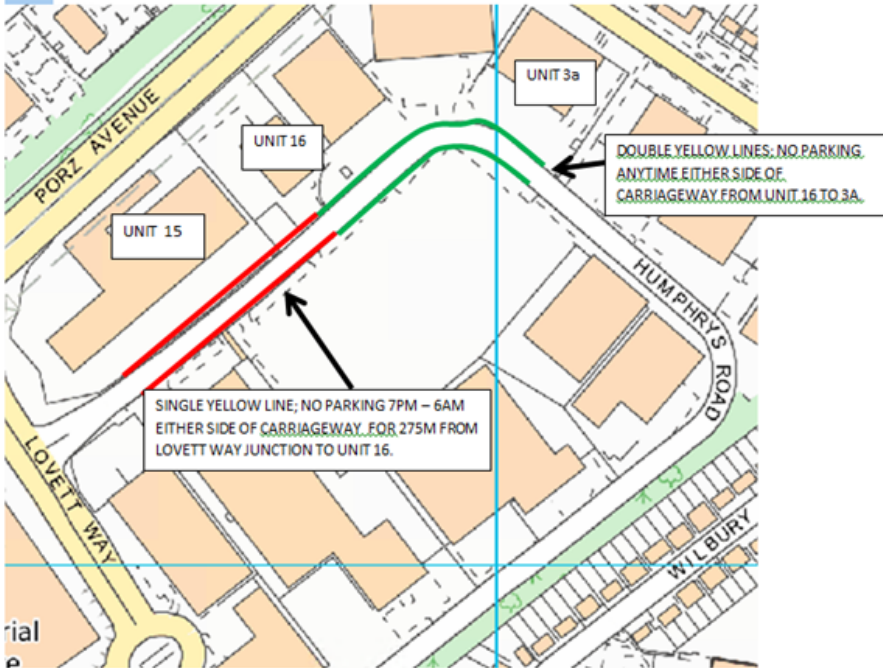 UNIT 3a
UNIT 16
PORZ AVENUE
DOUBLE YELLOW LINES; NO PARKING
ANYTIME EITHER SIDE OF
CARRIAGEWAY FROM UNIT 16 TO 3A.
UNIT 15
HUMPHRYS ROAD
SINGLE YELLOW LINE; NO PARKING 7PM – 6AM
EITHER SIDE OF CARRIAGEWAY FOR 275M FROM
LOVETT WAY JUNCTION TO UNIT 16.
LOVETT WAY
WILBURY
rial
e